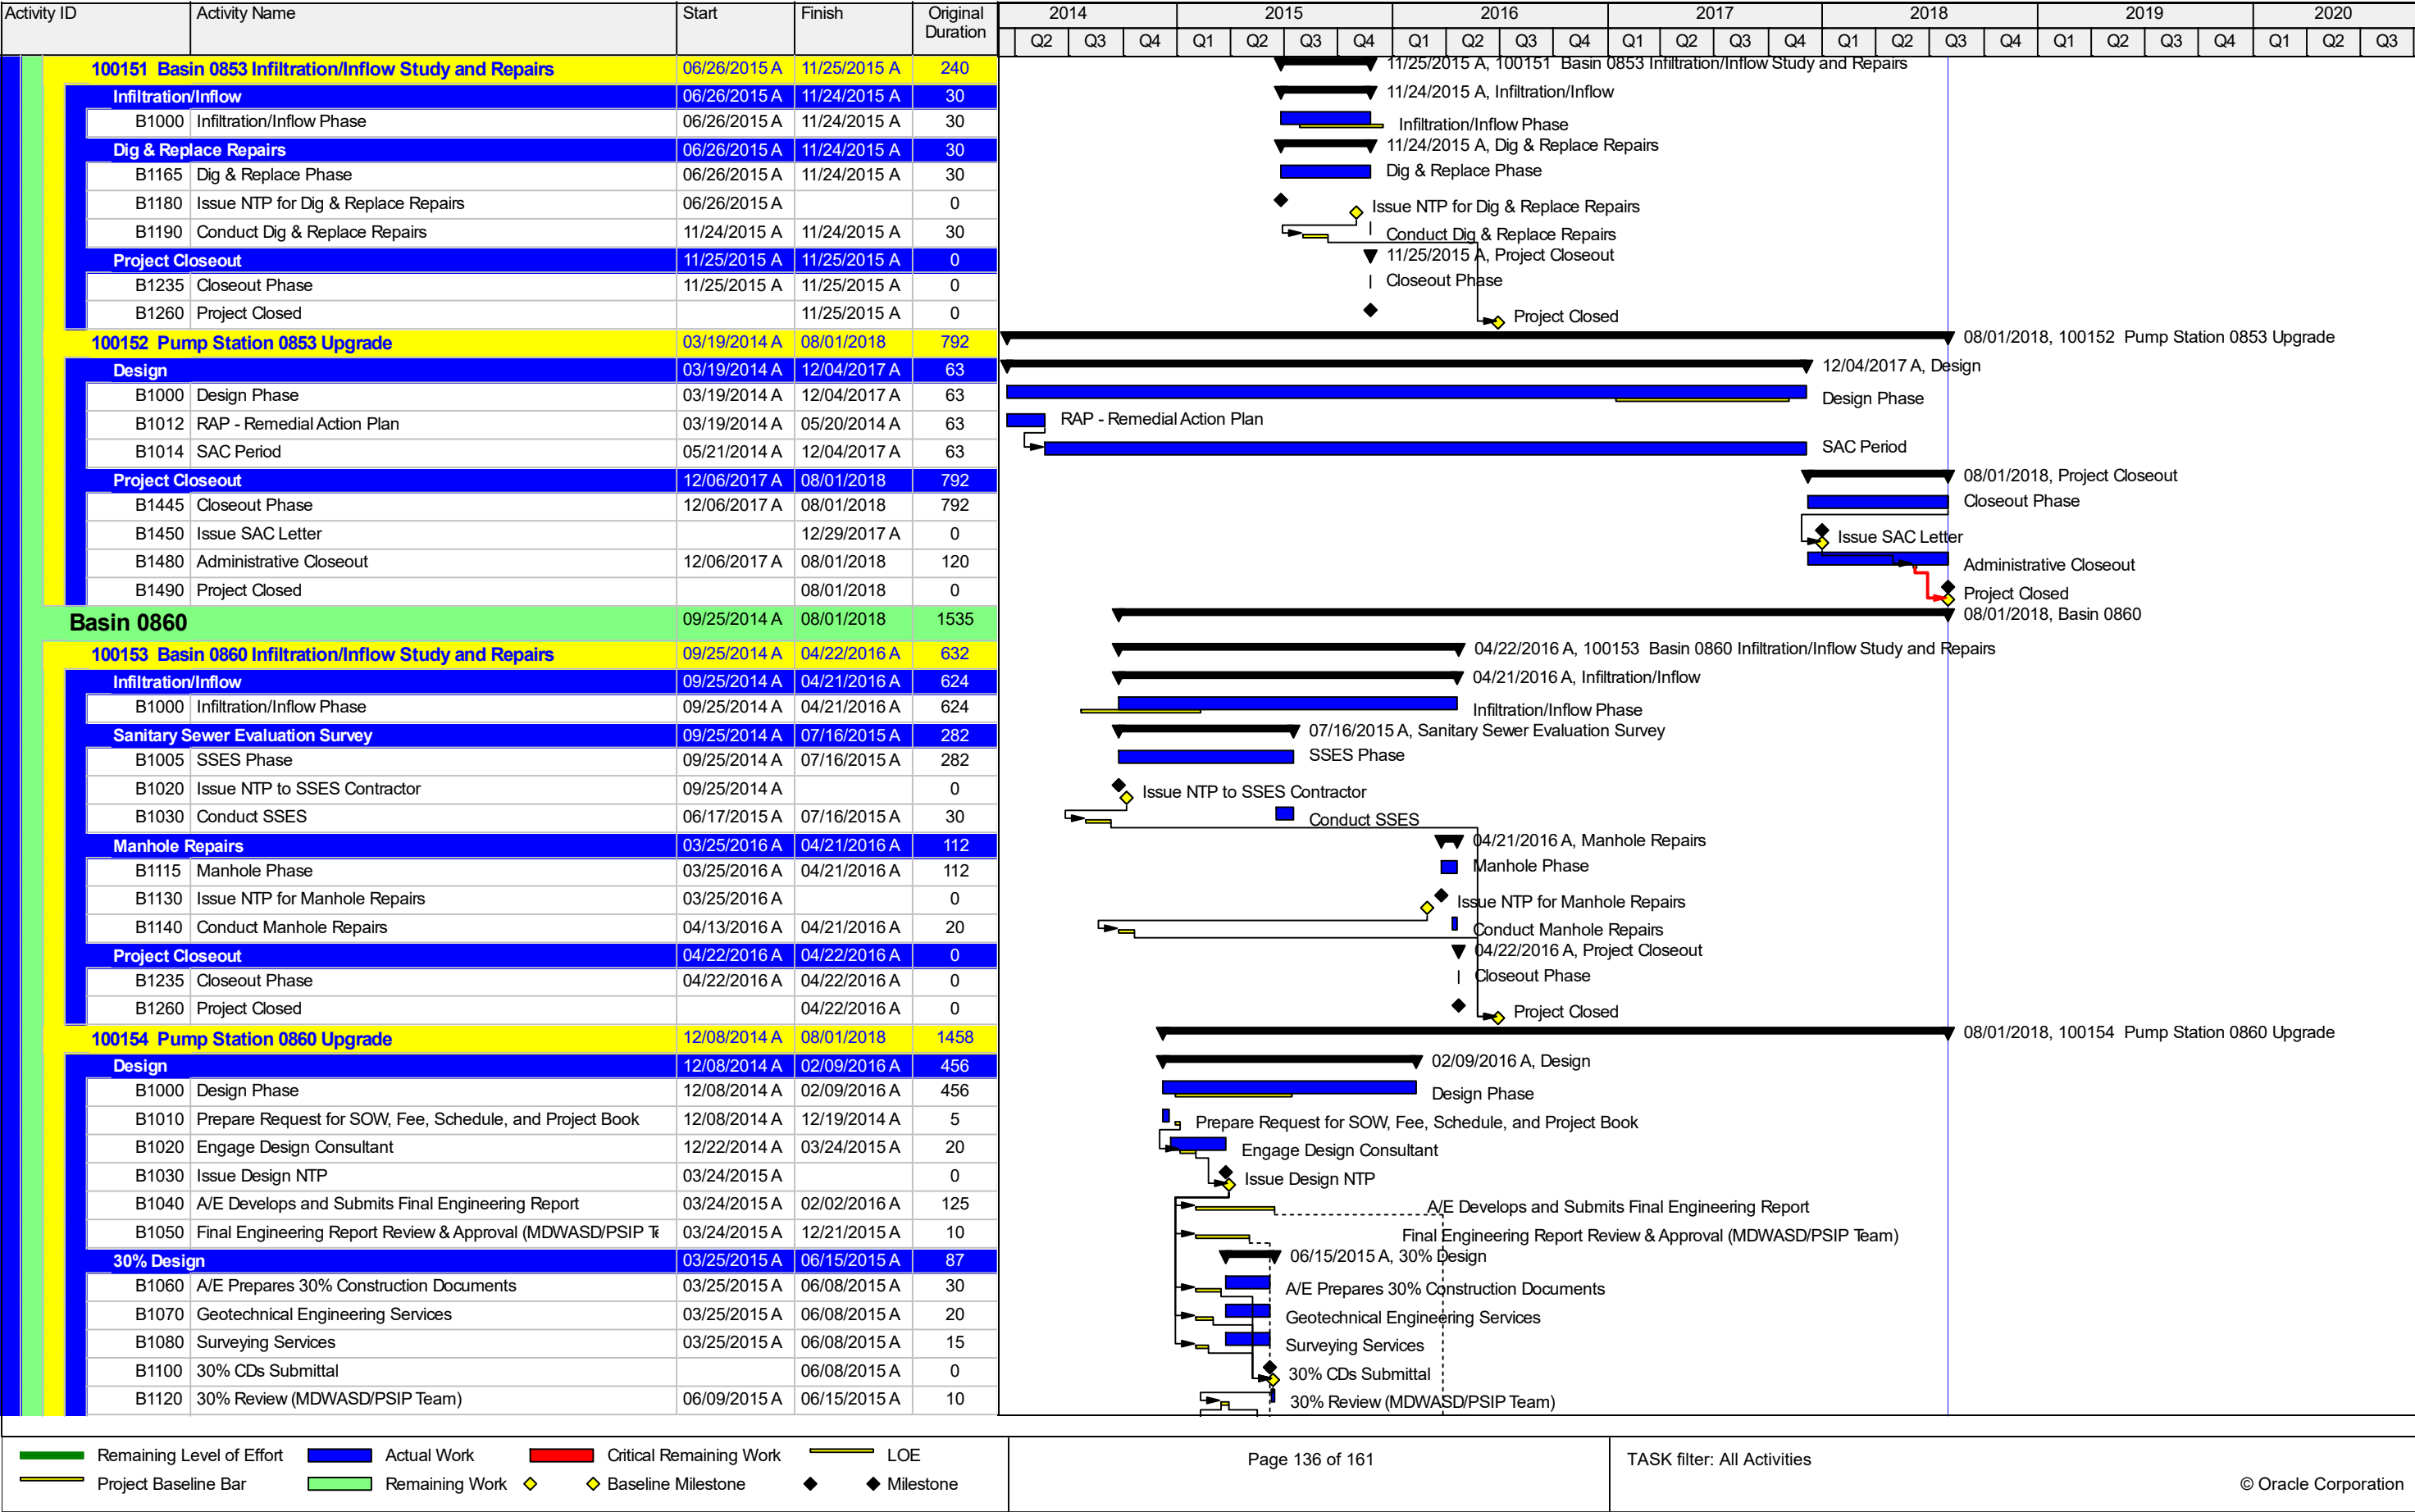 Activity ID Activity Name Start Finish Original Duration 2014 2015 2016 2017 2018 2019 2020
Q2 Q3 Q4 Q1 Q2 Q3 Q4 Q1 Q2 Q3 Q4 Q1 Q2 Q3 Q4 Q1 Q2 Q3 Q4 Q1 Q2 Q3 Q4 Q1 Q2 Q3
100151 Basin 0853 Infiltration/Inflow Study and Repairs 06/26/2015 A 11/25/2015 A 240 11/25/2015 A, 100151 Basin 0853 Infiltration/Inflow Study and Repairs
Infiltration/Inflow 06/26/2015 A 11/24/2015 A 30 11/24/2015 A, Infiltration/Inflow
B1000 Infiltration/Inflow Phase 06/26/2015 A 11/24/2015 A 30 Infiltration/Inflow Phase
Dig & Replace Repairs 06/26/2015 A 11/24/2015 A 30 11/24/2015 A, Dig & Replace Repairs
B1165 Dig & Replace Phase 06/26/2015 A 11/24/2015 A 30 Dig & Replace Phase
B1180 Issue NTP for Dig & Replace Repairs 06/26/2015 A 0 Issue NTP for Dig & Replace Repairs
B1190 Conduct Dig & Replace Repairs 11/24/2015 A 11/24/2015 A 30 Conduct Dig & Replace Repairs
Project Closeout 11/25/2015 A 11/25/2015 A 0 11/25/2015 A, Project Closeout
B1235 Closeout Phase 11/25/2015 A 11/25/2015 A 0 Closeout Phase
B1260 Project Closed 11/25/2015 A 0 Project Closed
100152 Pump Station 0853 Upgrade 03/19/2014 A 08/01/2018 792 08/01/2018, 100152 Pump Station 0853 Upgrade
Design 03/19/2014 A 12/04/2017 A 63 12/04/2017 A, Design
B1000 Design Phase 03/19/2014 A 12/04/2017 A 63 Design Phase
B1012 RAP - Remedial Action Plan 03/19/2014 A 05/20/2014 A 63 RAP - Remedial Action Plan
B1014 SAC Period 05/21/2014 A 12/04/2017 A 63 SAC Period
Project Closeout 12/06/2017 A 08/01/2018 792 08/01/2018, Project Closeout
B1445 Closeout Phase 12/06/2017 A 08/01/2018 792 Closeout Phase
B1450 Issue SAC Letter 12/29/2017 A 0 Issue SAC Letter
B1480 Administrative Closeout 12/06/2017 A 08/01/2018 120 Administrative Closeout
B1490 Project Closed 08/01/2018 0 Project Closed
Basin 0860 09/25/2014 A 08/01/2018 1535 08/01/2018, Basin 0860
100153 Basin 0860 Infiltration/Inflow Study and Repairs 09/25/2014 A 04/22/2016 A 632 04/22/2016 A, 100153 Basin 0860 Infiltration/Inflow Study and Repairs
Infiltration/Inflow 09/25/2014 A 04/21/2016 A 624 04/21/2016 A, Infiltration/Inflow
B1000 Infiltration/Inflow Phase 09/25/2014 A 04/21/2016 A 624 Infiltration/Inflow Phase
Sanitary Sewer Evaluation Survey 09/25/2014 A 07/16/2015 A 282 07/16/2015 A, Sanitary Sewer Evaluation Survey
B1005 SSES Phase 09/25/2014 A 07/16/2015 A 282 SSES Phase
B1020 Issue NTP to SSES Contractor 09/25/2014 A 0 Issue NTP to SSES Contractor
B1030 Conduct SSES 06/17/2015 A 07/16/2015 A 30 Conduct SSES
Manhole Repairs 03/25/2016 A 04/21/2016 A 112 04/21/2016 A, Manhole Repairs
B1115 Manhole Phase 03/25/2016 A 04/21/2016 A 112 Manhole Phase
B1130 Issue NTP for Manhole Repairs 03/25/2016 A 0 Issue NTP for Manhole Repairs
B1140 Conduct Manhole Repairs 04/13/2016 A 04/21/2016 A 20 Conduct Manhole Repairs
Project Closeout 04/22/2016 A 04/22/2016 A 0 04/22/2016 A, Project Closeout
B1235 Closeout Phase 04/22/2016 A 04/22/2016 A 0 Closeout Phase
B1260 Project Closed 04/22/2016 A 0 Project Closed
100154 Pump Station 0860 Upgrade 12/08/2014 A 08/01/2018 1458 08/01/2018, 100154 Pump Station 0860 Upgrade
Design 12/08/2014 A 02/09/2016 A 456 02/09/2016 A, Design
B1000 Design Phase 12/08/2014 A 02/09/2016 A 456 Design Phase
B1010 Prepare Request for SOW, Fee, Schedule, and Project Book 12/08/2014 A 12/19/2014 A 5 Prepare Request for SOW, Fee, Schedule, and Project Book
B1020 Engage Design Consultant 12/22/2014 A 03/24/2015 A 20 Engage Design Consultant
B1030 Issue Design NTP 03/24/2015 A 0 Issue Design NTP
B1040 A/E Develops and Submits Final Engineering Report 03/24/2015 A 02/02/2016 A 125 A/E Develops and Submits Final Engineering Report
B1050 Final Engineering Report Review & Approval (MDWASD/PSIP Te 03/24/2015 A 12/21/2015 A 10 Final Engineering Report Review & Approval (MDWASD/PSIP Team)
30% Design 03/25/2015 A 06/15/2015 A 87 06/15/2015 A, 30% Design
B1060 A/E Prepares 30% Construction Documents 03/25/2015 A 06/08/2015 A 30 A/E Prepares 30% Construction Documents
B1070 Geotechnical Engineering Services 03/25/2015 A 06/08/2015 A 20 Geotechnical Engineering Services
B1080 Surveying Services 03/25/2015 A 06/08/2015 A 15 Surveying Services
B1100 30% CDs Submittal 06/08/2015 A 0 30% CDs Submittal
B1120 30% Review (MDWASD/PSIP Team) 06/09/2015 A 06/15/2015 A 10 30% Review (MDWASD/PSIP Team)
Remaining Level of Effort Actual Work Critical Remaining Work LOE Page 136 of 161 TASK filter: All Activities
Project Baseline Bar Remaining Work Baseline Milestone Milestone © Oracle Corporation